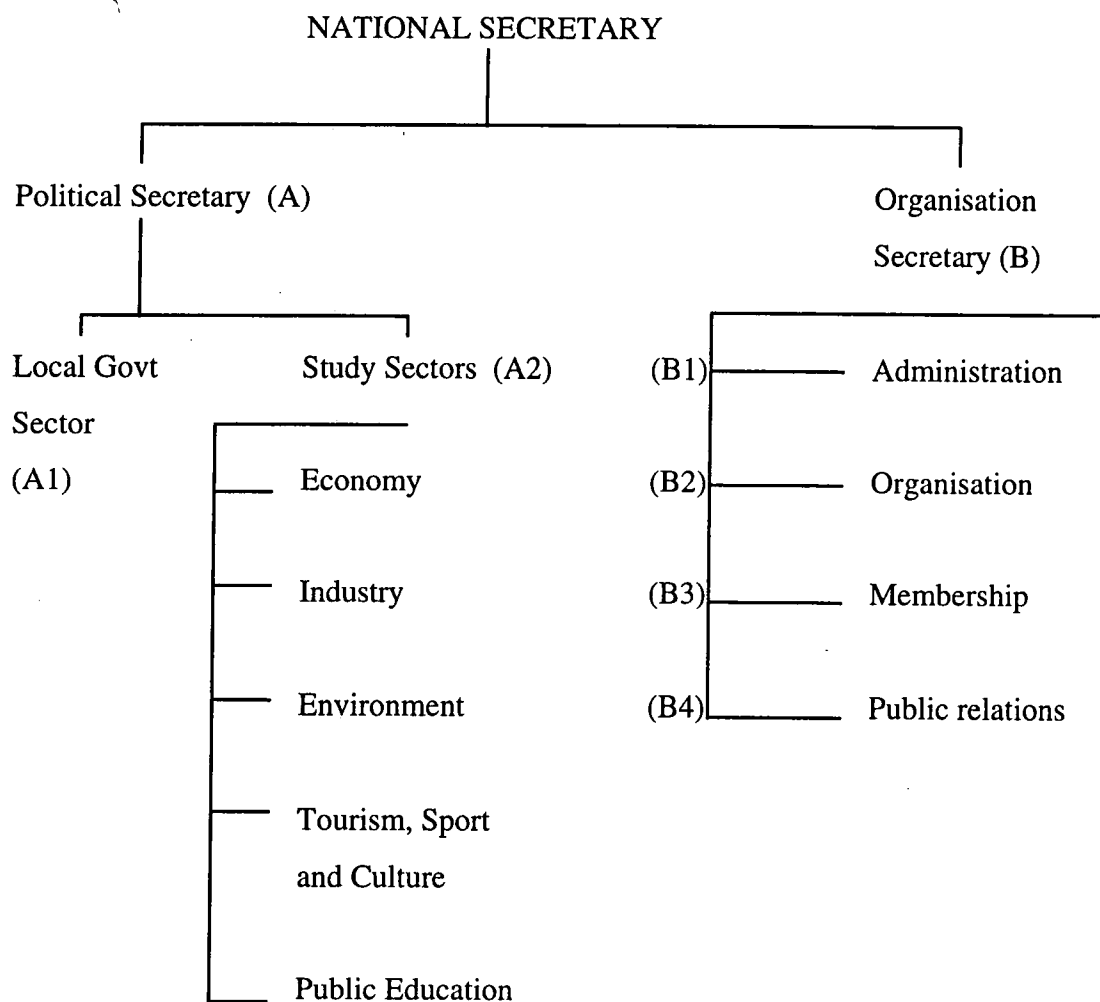 NATIONAL SECRETARY
Political Secretary (A)
Organisation
Secretary (B)
Local Govt
Sector
(A1)
Study Sectors (A2)
Economy
Industry
Environment
Tourism, Sport
and Culture
Public Education
(B1) Administration
(B2) Organisation
(B3) Membership
(B4) Public relations